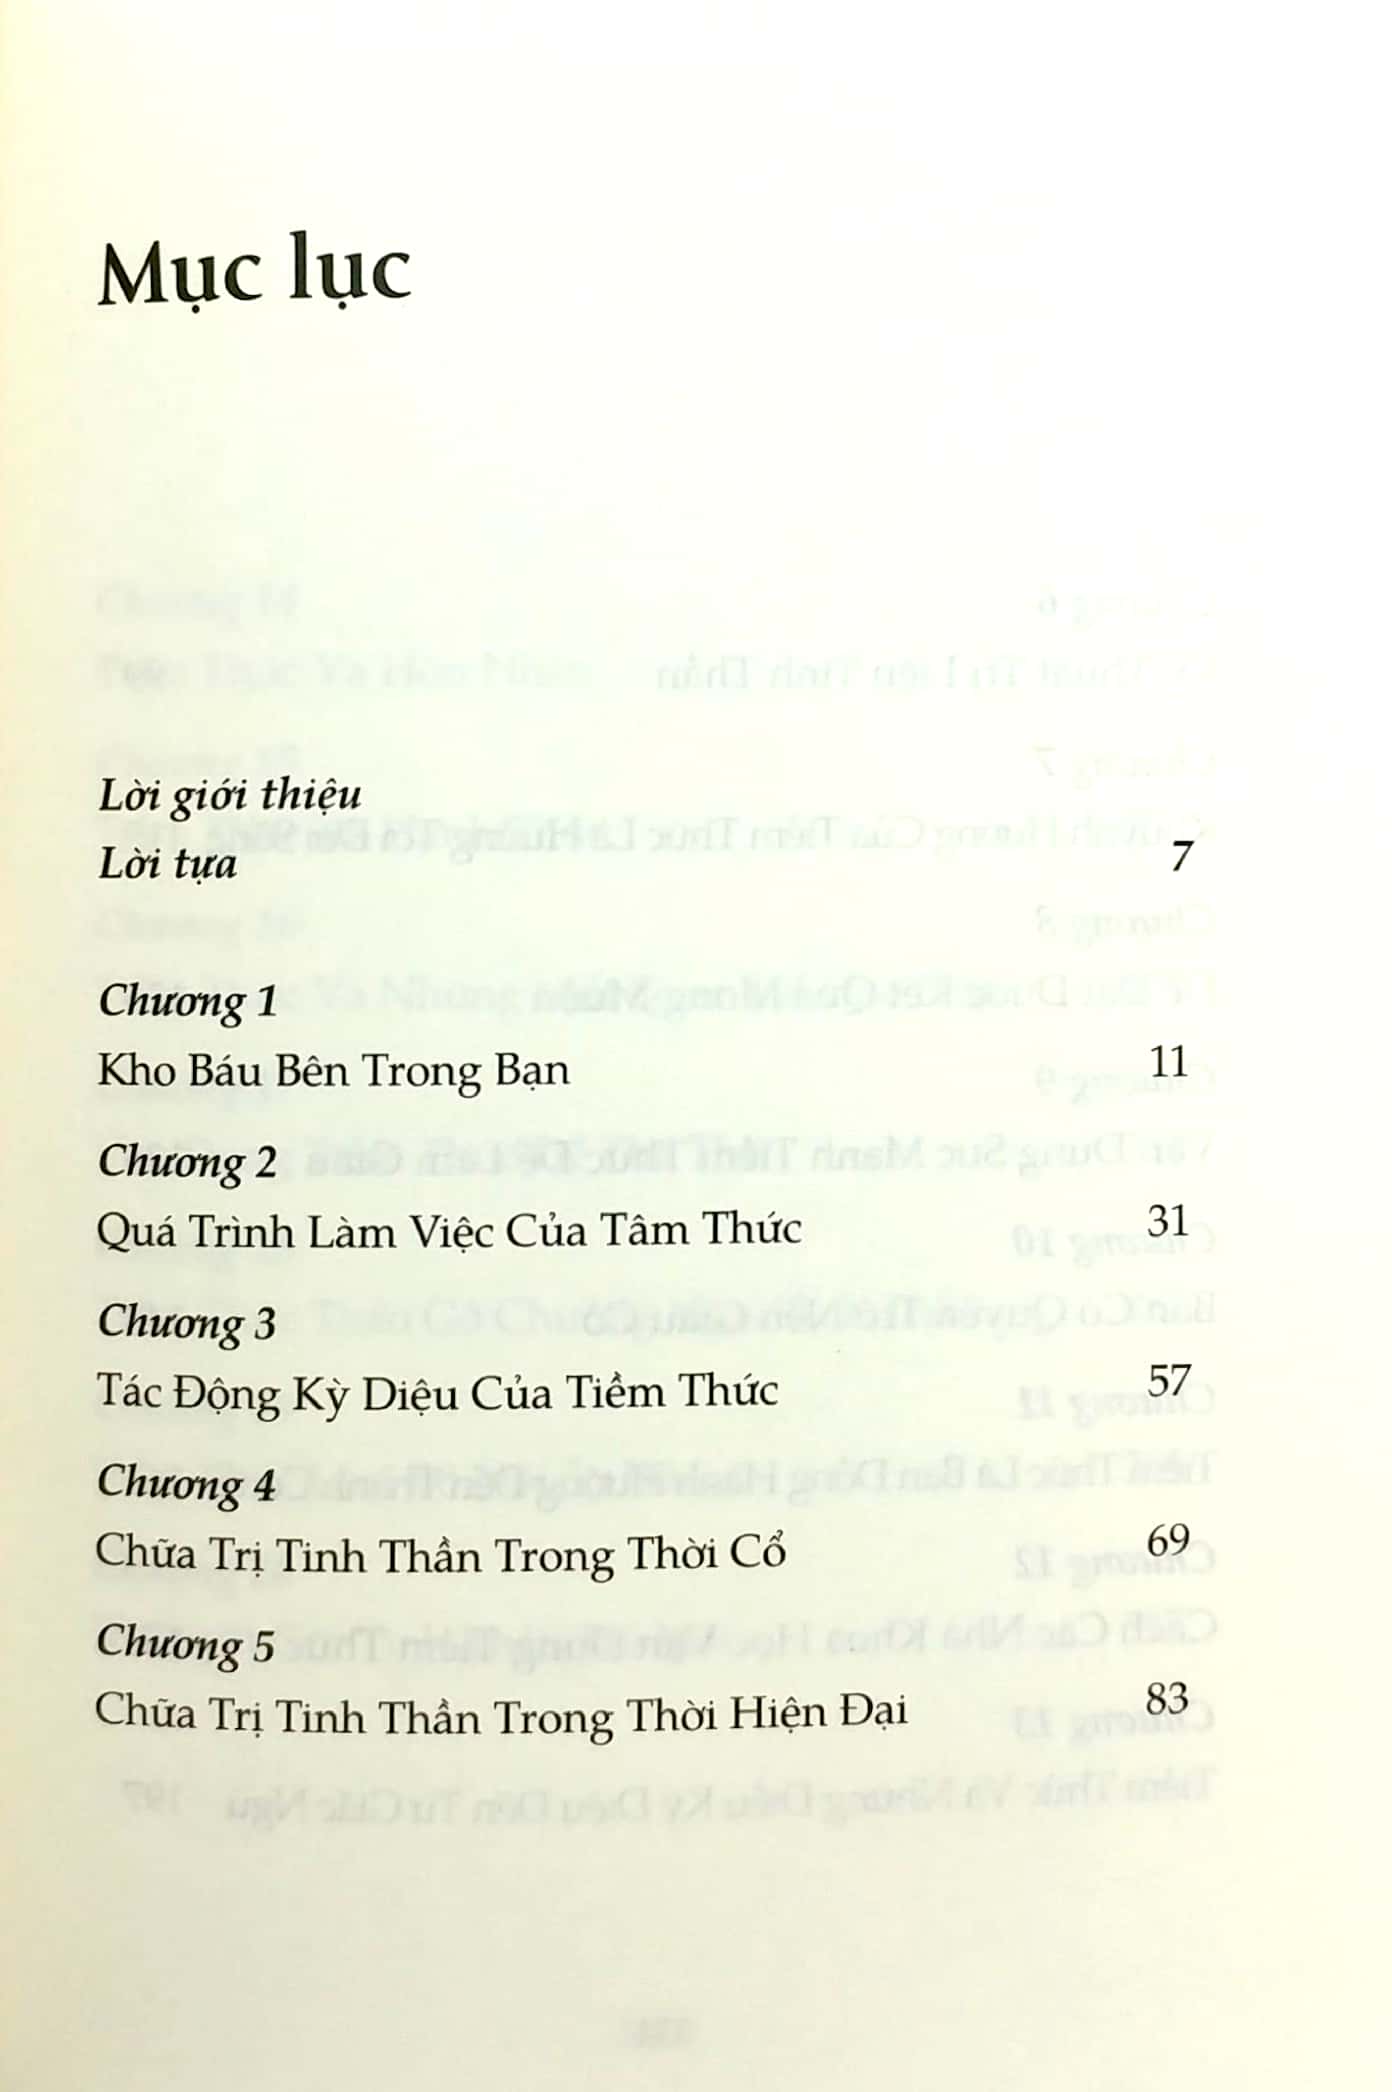 Mục lục
Lời giới thiệu
Lời tựa 7
Chương 1
Kho Báu Bên Trong Bạn 11
Chương 2
Quá Trình Làm Việc Của Tâm Thức 31
Chương 3
Tác Động Kỳ Diệu Của Tiềm Thức 57
Chương 4
Chữa Trị Tinh Thần Trong Thời Cổ 69
Chương 5
Chữa Trị Tinh Thần Trong Thời Hiện Đại 83